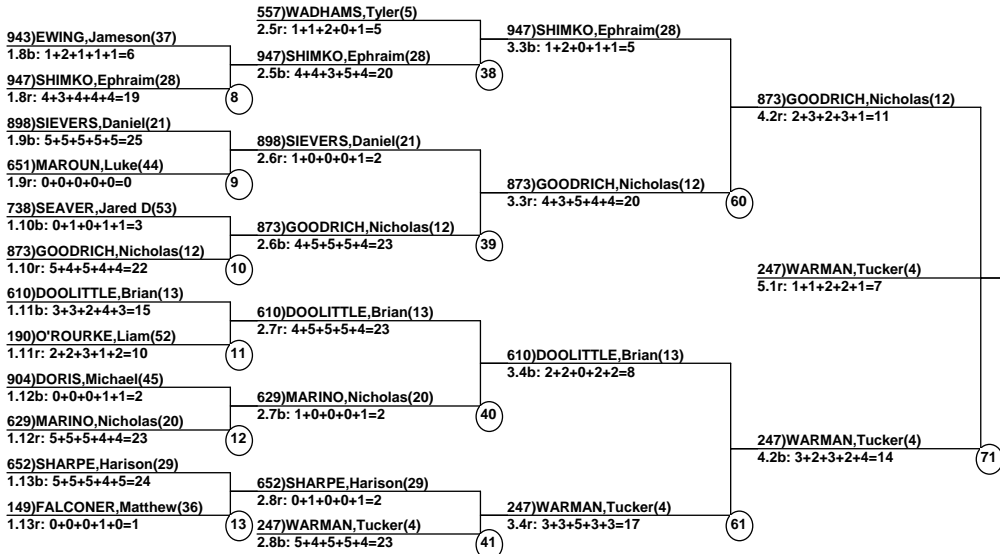 943)EWING,Jameson(37)
1.8b: 1+2+1+1+1=6
947)SHIMKO,Ephraim(28)
1.8r: 4+3+4+4+4=19
8
898)SIEVERS,Daniel(21)
1.9b: 5+5+5+5+5=25
651)MAROUN,Luke(44)
1.9r: 0+0+0+0+0=0
9
738)SEAVER,Jared D(53)
1.10b: 0+1+0+1+1=3
873)GOODRICH,Nicholas(12)
1.10r: 5+4+5+4+4=22
10
610)DOOLITTLE,Brian(13)
1.11b: 3+3+2+4+3=15
190)O'ROURKE,Liam(52)
1.11r: 2+2+3+1+2=10
11
904)DORIS,Michael(45)
1.12b: 0+0+0+1+1=2
629)MARINO,Nicholas(20)
1.12r: 5+5+5+4+4=23
12
652)SHARPE,Harison(29)
1.13b: 5+5+5+4+5=24
149)FALCONER,Matthew(36)
1.13r: 0+0+0+1+0=1
13
557)WADHAMS,Tyler(5)
2.5r: 1+1+2+0+1=5
947)SHIMKO,Ephraim(28)
2.5b: 4+4+3+5+4=20
38
898)SIEVERS,Daniel(21)
2.6r: 1+0+0+0+1=2
873)GOODRICH,Nicholas(12)
2.6b: 4+5+5+5+4=23
39
610)DOOLITTLE,Brian(13)
2.7r: 4+5+5+5+4=23
629)MARINO,Nicholas(20)
2.7b: 1+0+0+0+1=2
40
652)SHARPE,Harison(29)
2.8r: 0+1+0+0+1=2
247)WARMAN,Tucker(4)
2.8b: 5+4+5+5+4=23
41
947)SHIMKO,Ephraim(28)
3.3b: 1+2+0+1+1=5
873)GOODRICH,Nicholas(12)
3.3r: 4+3+5+4+4=20
60
610)DOOLITTLE,Brian(13)
3.4b: 2+2+0+2+2=8
247)WARMAN,Tucker(4)
3.4r: 3+3+5+3+3=17
61
873)GOODRICH,Nicholas(12)
4.2r: 2+3+2+3+1=11
247)WARMAN,Tucker(4)
4.2b: 3+2+3+2+4=14
71
247)WARMAN,Tucker(4)
5.1r: 1+1+2+2+1=7